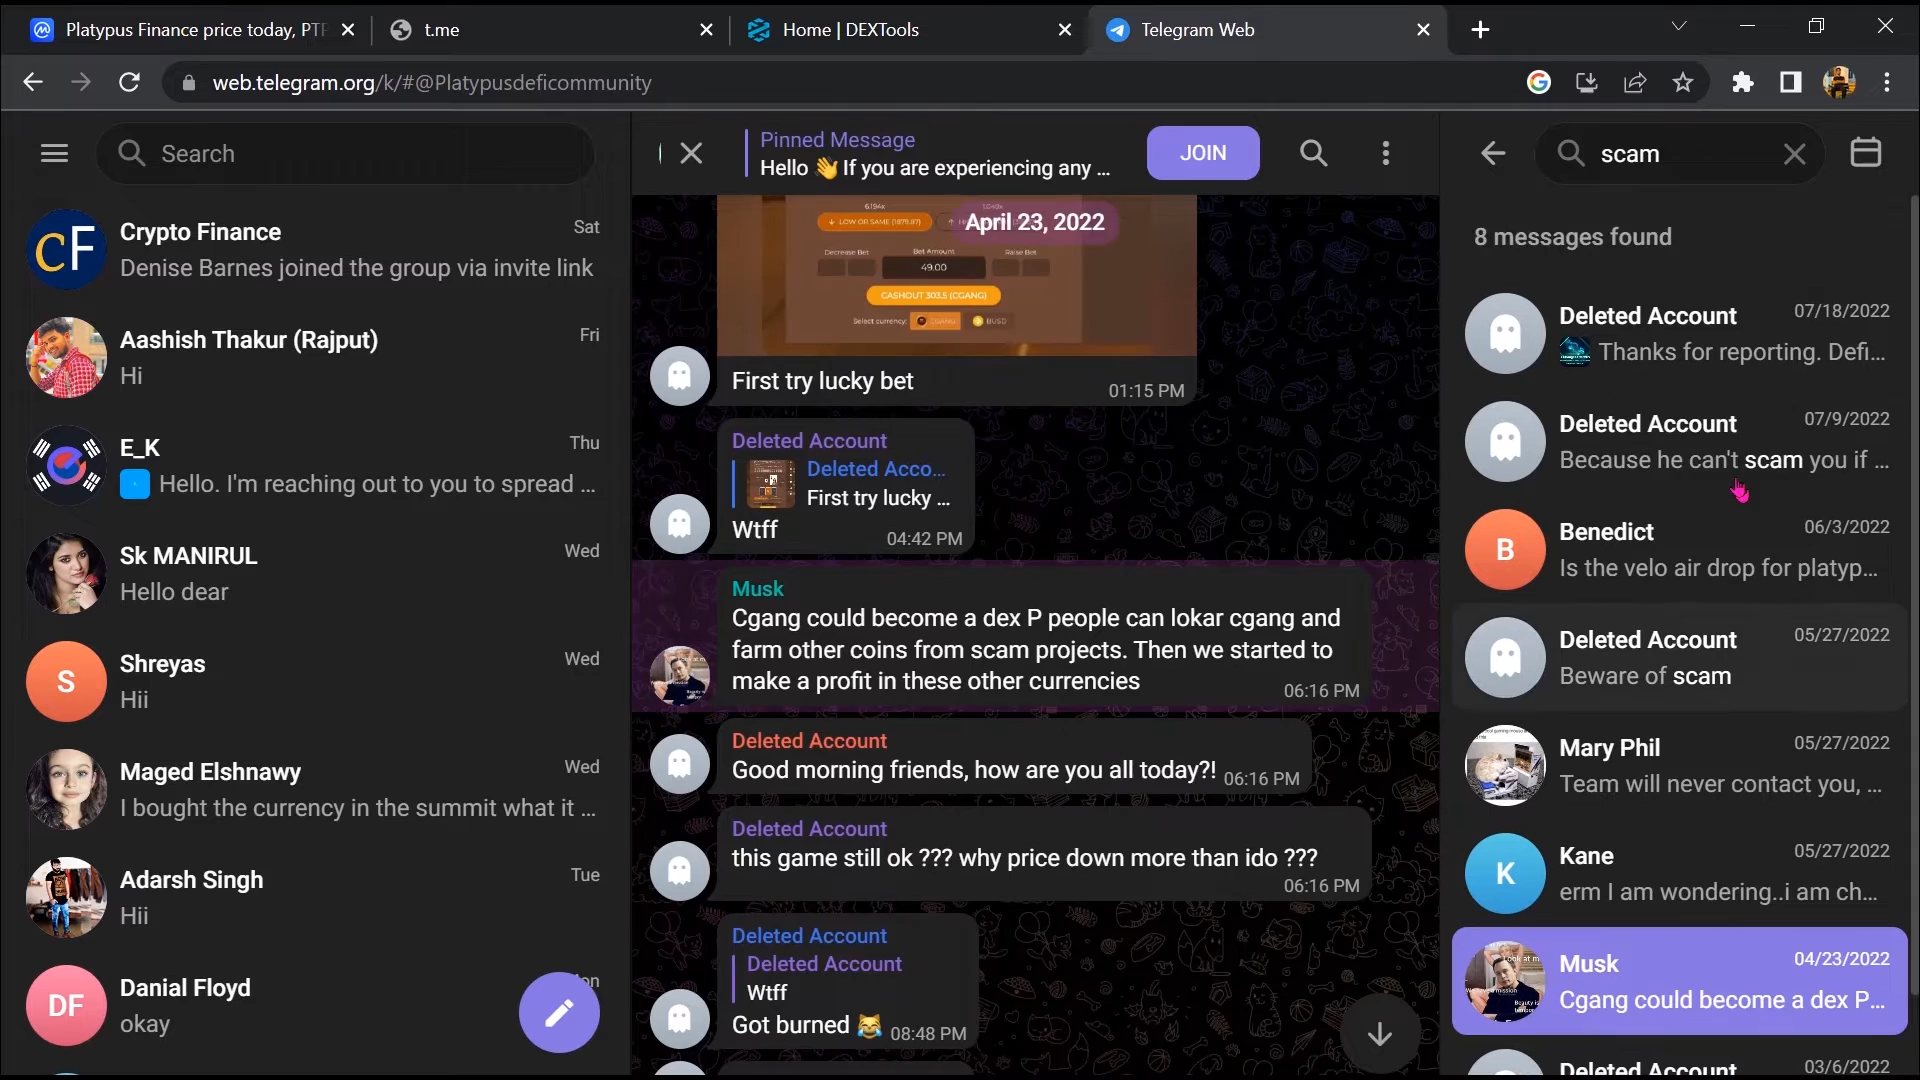 Platypus Finance price today, PTP
t.me
Home | DEXTools
Telegram Web
web.telegram.org/k/#@Platypusdeficommunity
Search
Crypto Finance
Sat
Denise Barnes joined the group via invite link
Aashish Thakur (Rajput)
Fri
Hi
E_K
Thu
Hello. I'm reaching out to you to spread ...
Sk MANIRUL
Wed
Hello dear
S
Shreyas
Wed
Hii
Maged Elshnawy
Wed
I bought the currency in the summit what it ...
Adarsh Singh
Tue
Hii
DF
Danial Floyd
okay
Pinned Message
Hello 👋 If you are experiencing any ...
JOIN
April 23, 2022
6.194x
LOW OR SAME (1979.97)
Decrease Bet
Bet Amount
Raise Bet
49.00
CASHOUT 303.5 (CGANG)
Select currency:
CGANG
BUSD
First try lucky bet
01:15 PM
Deleted Account
Deleted Acco...
First try lucky ...
Wtff
04:42 PM
Musk
Cgang could become a dex P people can lokar cgang and
farm other coins from scam projects. Then we started to
make a profit in these other currencies
06:16 PM
Deleted Account
Good morning friends, how are you all today?! 06:16 PM
Deleted Account
this game still ok ??? why price down more than ido ???
06:16 PM
Deleted Account
Deleted Account
Wtff
Got burned 😹 08:48 PM
scam
8 messages found
Deleted Account
07/18/2022
Thanks for reporting. Defi...
Deleted Account
07/9/2022
Because he can't scam you if ...
B
Benedict
06/3/2022
Is the velo air drop for platyp...
Deleted Account
05/27/2022
Beware of scam
Mary Phil
05/27/2022
Team will never contact you, ...
K
Kane
05/27/2022
erm I am wondering..i am ch...
Musk
04/23/2022
Cgang could become a dex P...
Deleted Account
03/6/2022